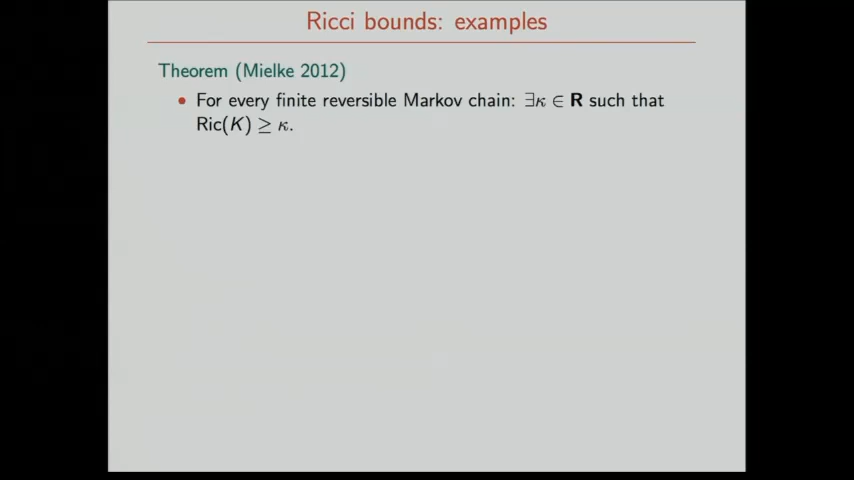 Ricci bounds: examples
Theorem (Mielke 2012)
• For every finite reversible Markov chain: ∃κ ∈ R such that
Ric(K) ≥ κ.